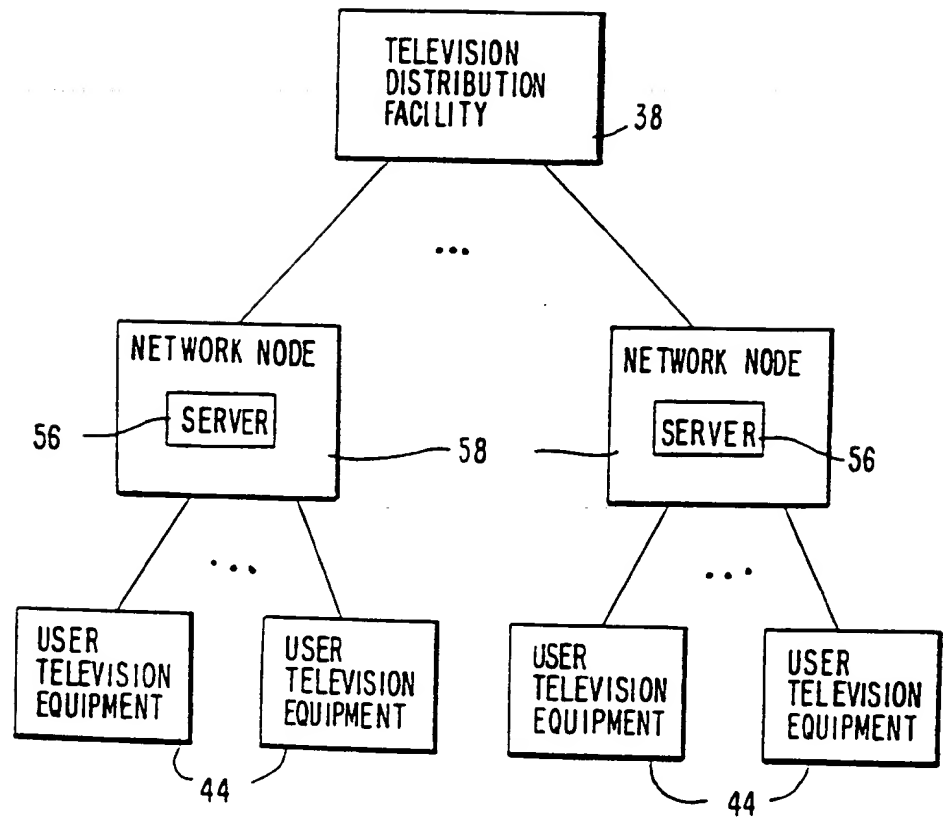 TELEVISION
DISTRIBUTION
FACILITY
38
NETWORK NODE
SERVER
56
58
NETWORK NODE
SERVER
56
USER
TELEVISION
EQUIPMENT
USER
TELEVISION
EQUIPMENT
44
USER
TELEVISION
EQUIPMENT
USER
TELEVISION
EQUIPMENT
44